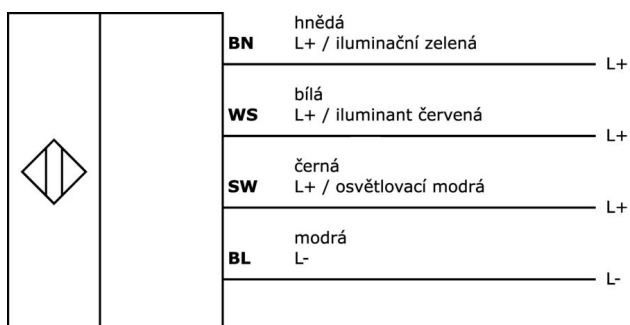 hnědá
BN L+ / iluminační zelená
L+
bílá
WS L+ / iluminant červená
L+
černá
SW L+ / osvětlovací modrá
L+
modrá
BL L-
L-